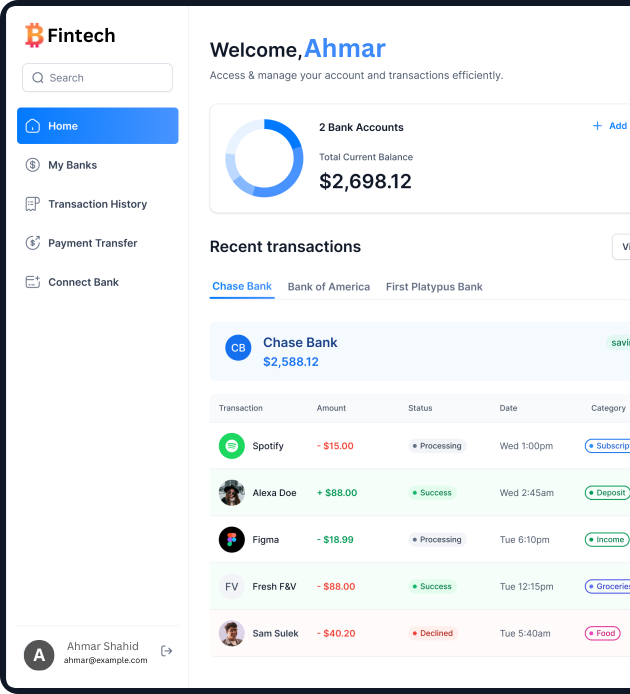 Fintech
Search
Home
My Banks
Transaction History
Payment Transfer
Connect Bank
A
Ahmar Shahid
ahmar@example.com
Welcome,Ahmar
Access & manage your account and transactions efficiently.
2 Bank Accounts
+ Add
Total Current Balance
$2,698.12
Recent transactions
Chase Bank Bank of America First Platypus Bank
CB
Chase Bank
$2,588.12
Transaction Amount Status Date Category
Spotify - $15.00 Processing Wed 1:00pm
Alexa Doe + $88.00 Success Wed 2:45am Deposit
Figma - $18.99 Processing Tue 6:10pm Income
FV Fresh F&V - $88.00 Success Tue 12:15pm Groceries
Sam Sulek - $40.20 Declined Tue 5:40am Food